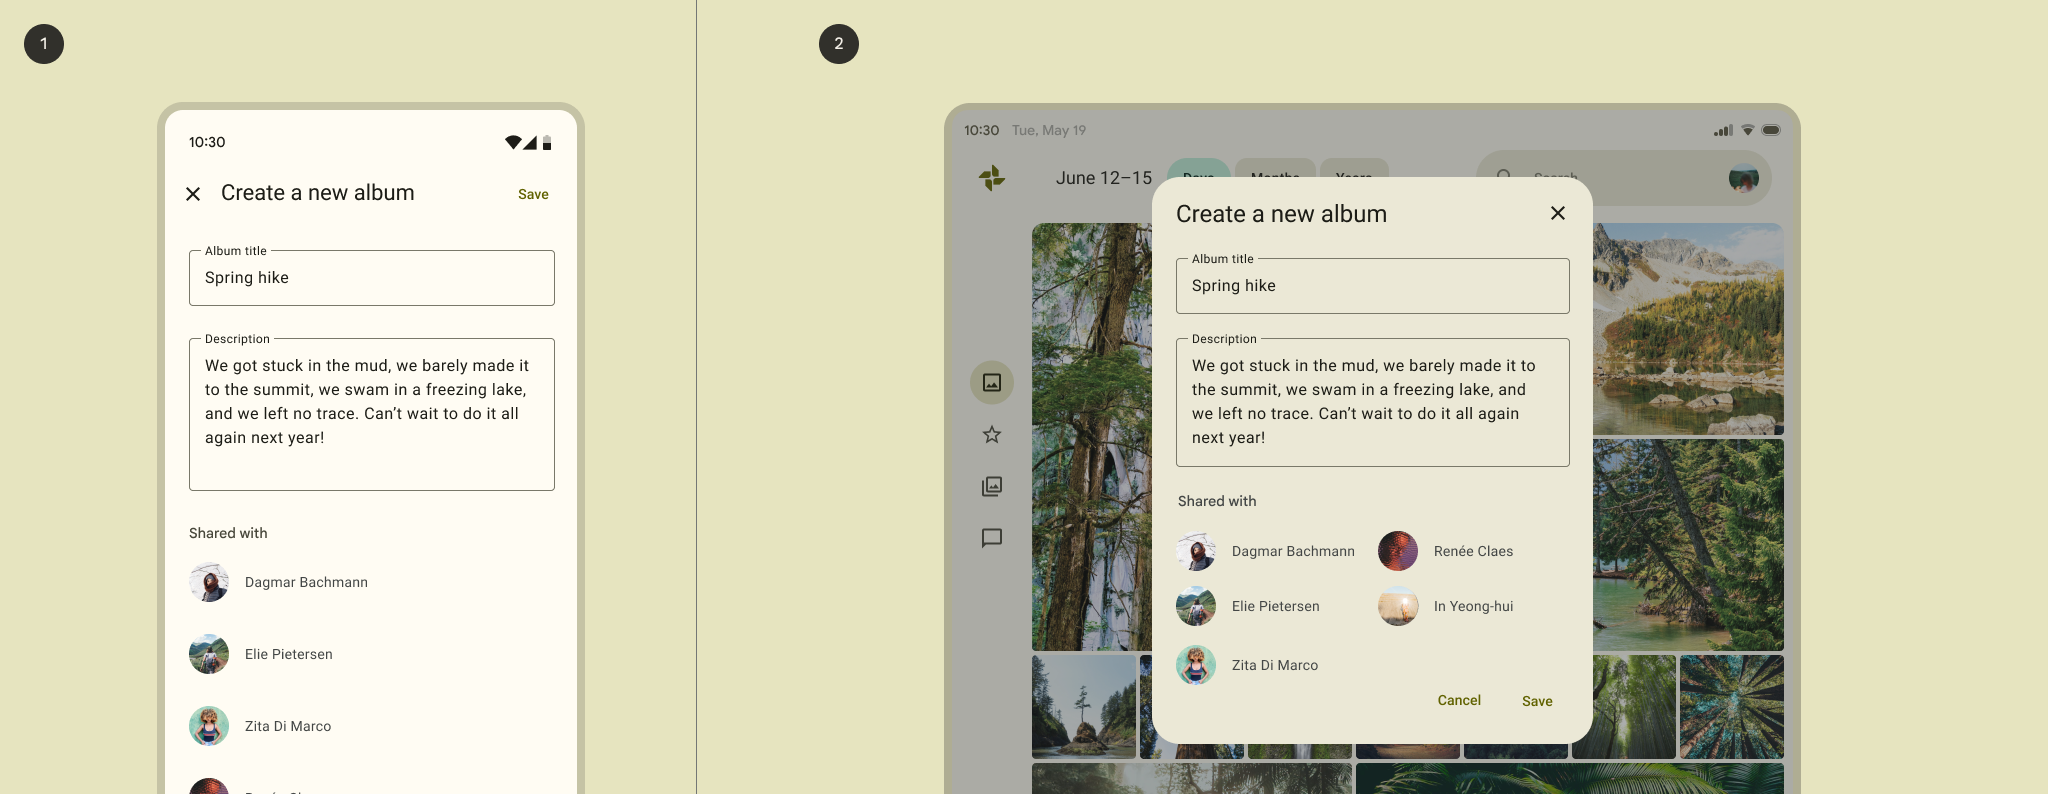 1
10:30
Create a new album
Save
Album title
Spring hike
Description
We got stuck in the mud, we barely made it
to the summit, we swam in a freezing lake,
and we left no trace. Can’t wait to do it all
again next year!
Shared with
Dagmar Bachmann
Elie Pietersen
Zita Di Marco
2
10:30 Tue, May 19
June 12–15
Days
Months
Years
Search
Create a new album
Album title
Spring hike
Description
We got stuck in the mud, we barely made it to
the summit, we swam in a freezing lake, and
we left no trace. Can’t wait to do it all again
next year!
Shared with
Dagmar Bachmann
Renée Claes
Elie Pietersen
In Yeong-hui
Zita Di Marco
Cancel
Save